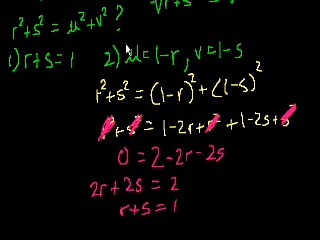 √r+s =
r²+s² = u²+v² ?
1) r+s=1 2) u=1-r, v=1-s
r²+s² = (1-r)² + (1-s)²
r²+s² = 1-2r+r² + 1-2s+s²
0 = 2-2r-2s
2r+2s = 2
r+s = 1